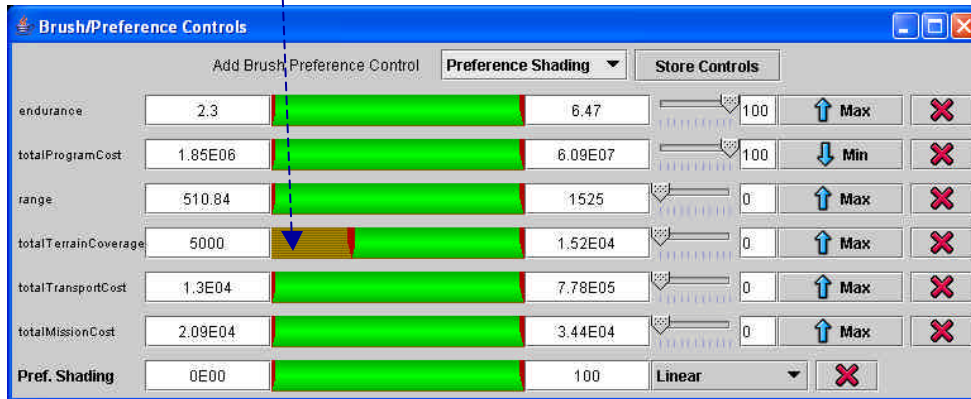 Brush/Preference Controls
Add Brush Preference Control Preference Shading Store Controls
endurance 2.3 6.47 100 Max
totalProgramCost 1.85E06 6.09E07 100 Min
range 510.84 1525 0 Max
totalTerrainCoverage 5000 1.52E04 0 Max
totalTransportCost 1.3E04 7.78E05 0 Max
totalMissionCost 2.09E04 3.44E04 0 Max
Pref. Shading 0E00 100 Linear